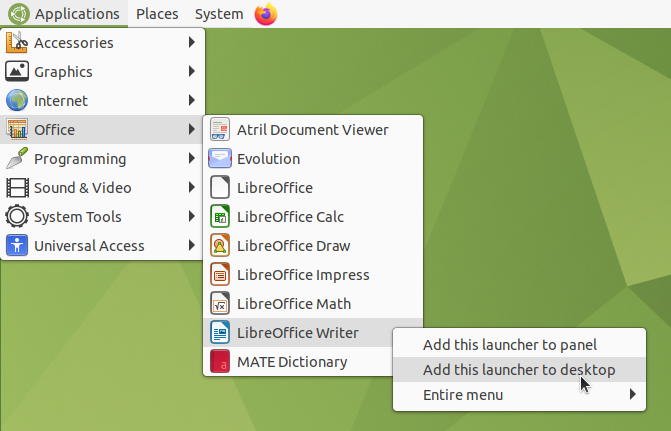 Applications Places System
Accessories
Graphics
Internet
Office
Programming
Sound & Video
System Tools
Universal Access
Atril Document Viewer
Evolution
LibreOffice
LibreOffice Calc
LibreOffice Draw
LibreOffice Impress
LibreOffice Math
LibreOffice Writer
MATE Dictionary
Add this launcher to panel
Add this launcher to desktop
Entire menu